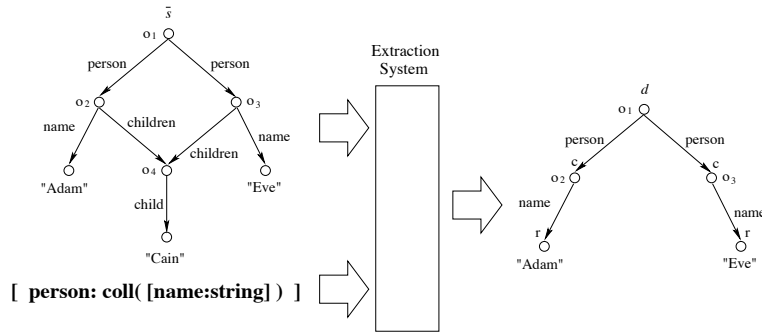 s̄
o1
person person
o2 o3
name children children name
"Adam" o4 "Eve"
child
"Cain"
[ person: coll( [name:string] ) ]
Extraction
System
d
o1
person person
c c
o2 o3
name name
r r
"Adam" "Eve"